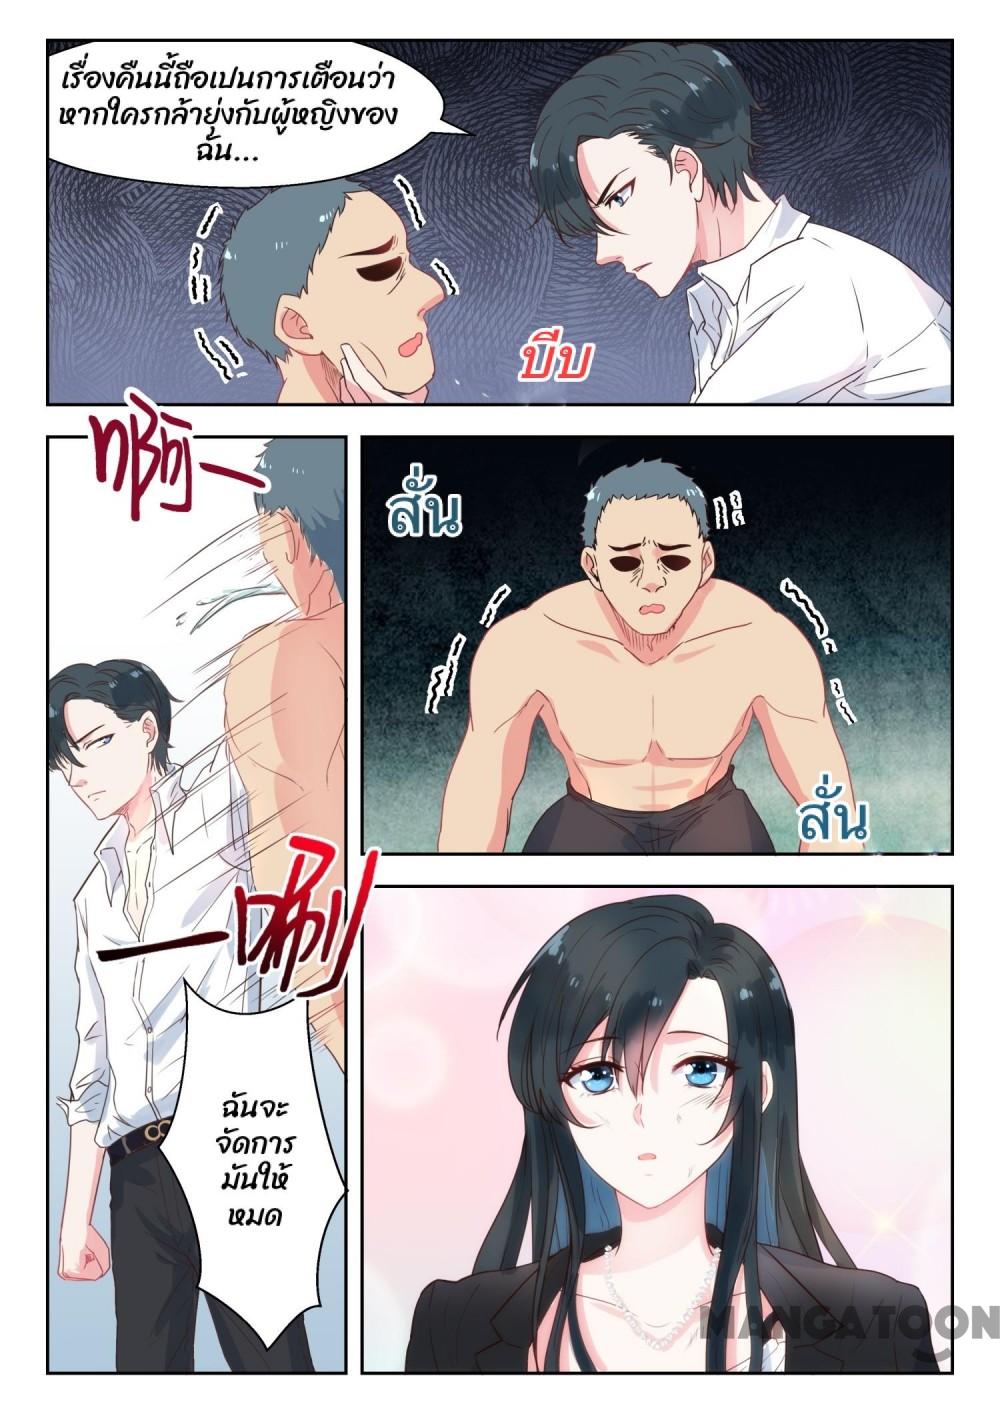 เรื่องคืนนี้ถือเปนการเตือนว่า
หากใครกล้ายุ่งกับผู้หญิงของ
ฉัน...
บีบ
สั่น
สั่น
ฉันจะ
จัดการ
มันให้
หมด
MANGATOON